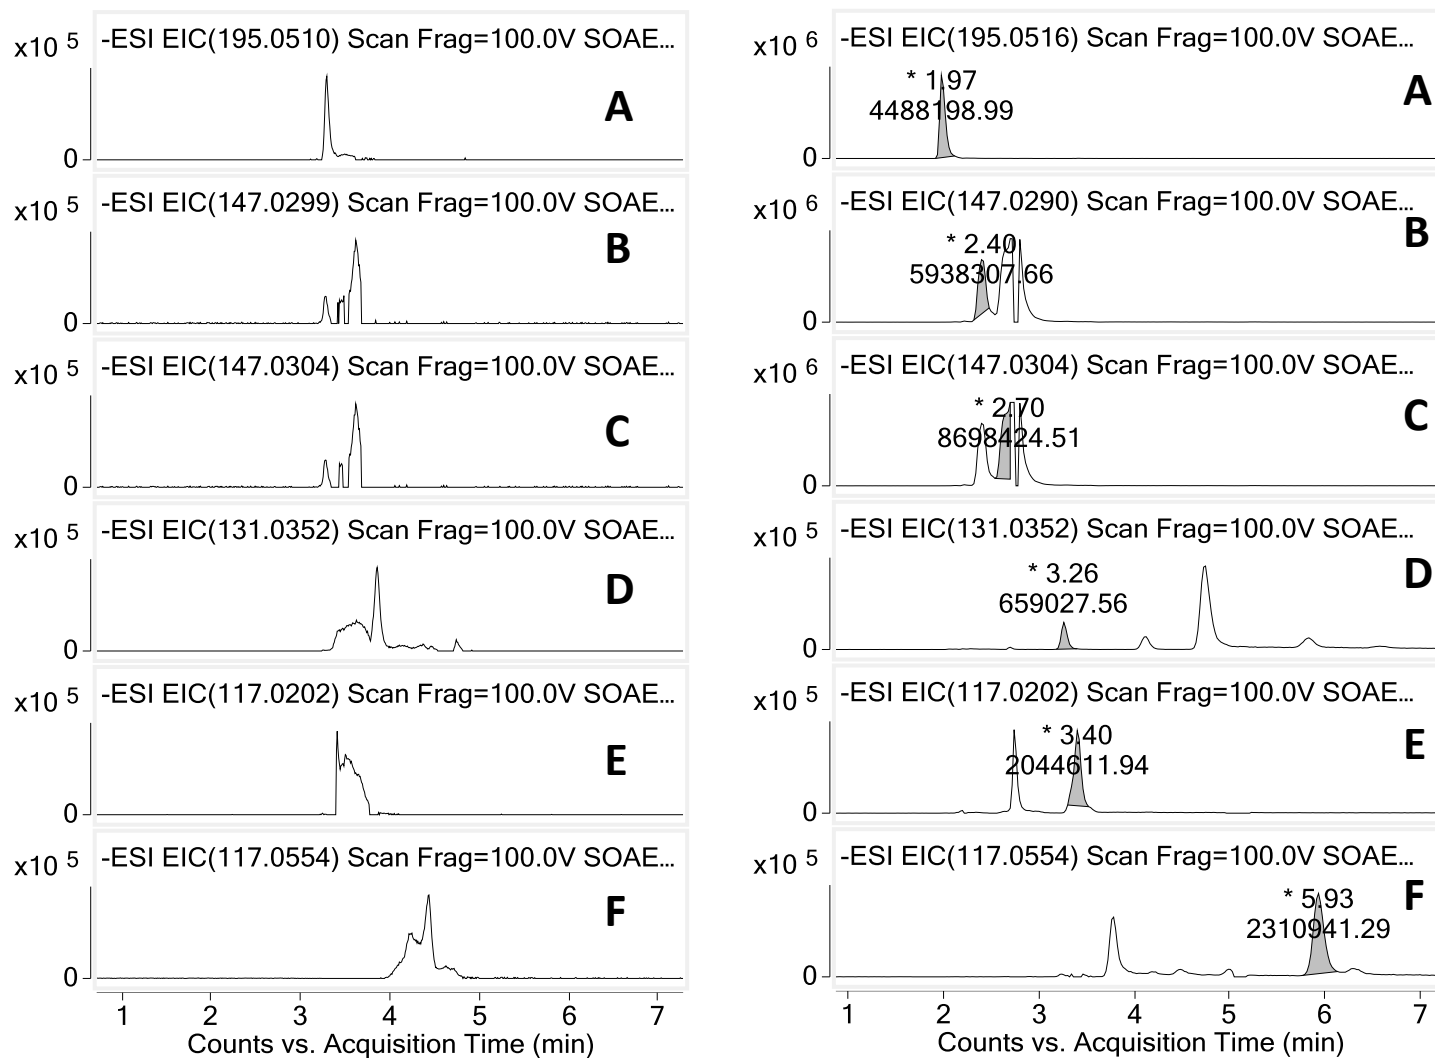 x10 5
-ESI EIC(195.0510) Scan Frag=100.0V SOAE...
A
0
x10 5
-ESI EIC(147.0299) Scan Frag=100.0V SOAE...
B
0
x10 5
-ESI EIC(147.0304) Scan Frag=100.0V SOAE...
C
0
x10 5
-ESI EIC(131.0352) Scan Frag=100.0V SOAE...
D
0
x10 5
-ESI EIC(117.0202) Scan Frag=100.0V SOAE...
E
0
x10 5
-ESI EIC(117.0554) Scan Frag=100.0V SOAE...
F
0
1 2 3 4 5 6 7
Counts vs. Acquisition Time (min)
x10 6
-ESI EIC(195.0516) Scan Frag=100.0V SOAE...
* 1.97
4488198.99
A
0
x10 6
-ESI EIC(147.0290) Scan Frag=100.0V SOAE...
* 2.40
5938307.66
B
0
x10 6
-ESI EIC(147.0304) Scan Frag=100.0V SOAE...
* 2.70
8698424.51
C
0
x10 5
-ESI EIC(131.0352) Scan Frag=100.0V SOAE...
* 3.26
659027.56
D
0
x10 5
-ESI EIC(117.0202) Scan Frag=100.0V SOAE...
* 3.40
2044611.94
E
0
x10 5
-ESI EIC(117.0554) Scan Frag=100.0V SOAE...
* 5.93
2310941.29
F
0
1 2 3 4 5 6 7
Counts vs. Acquisition Time (min)